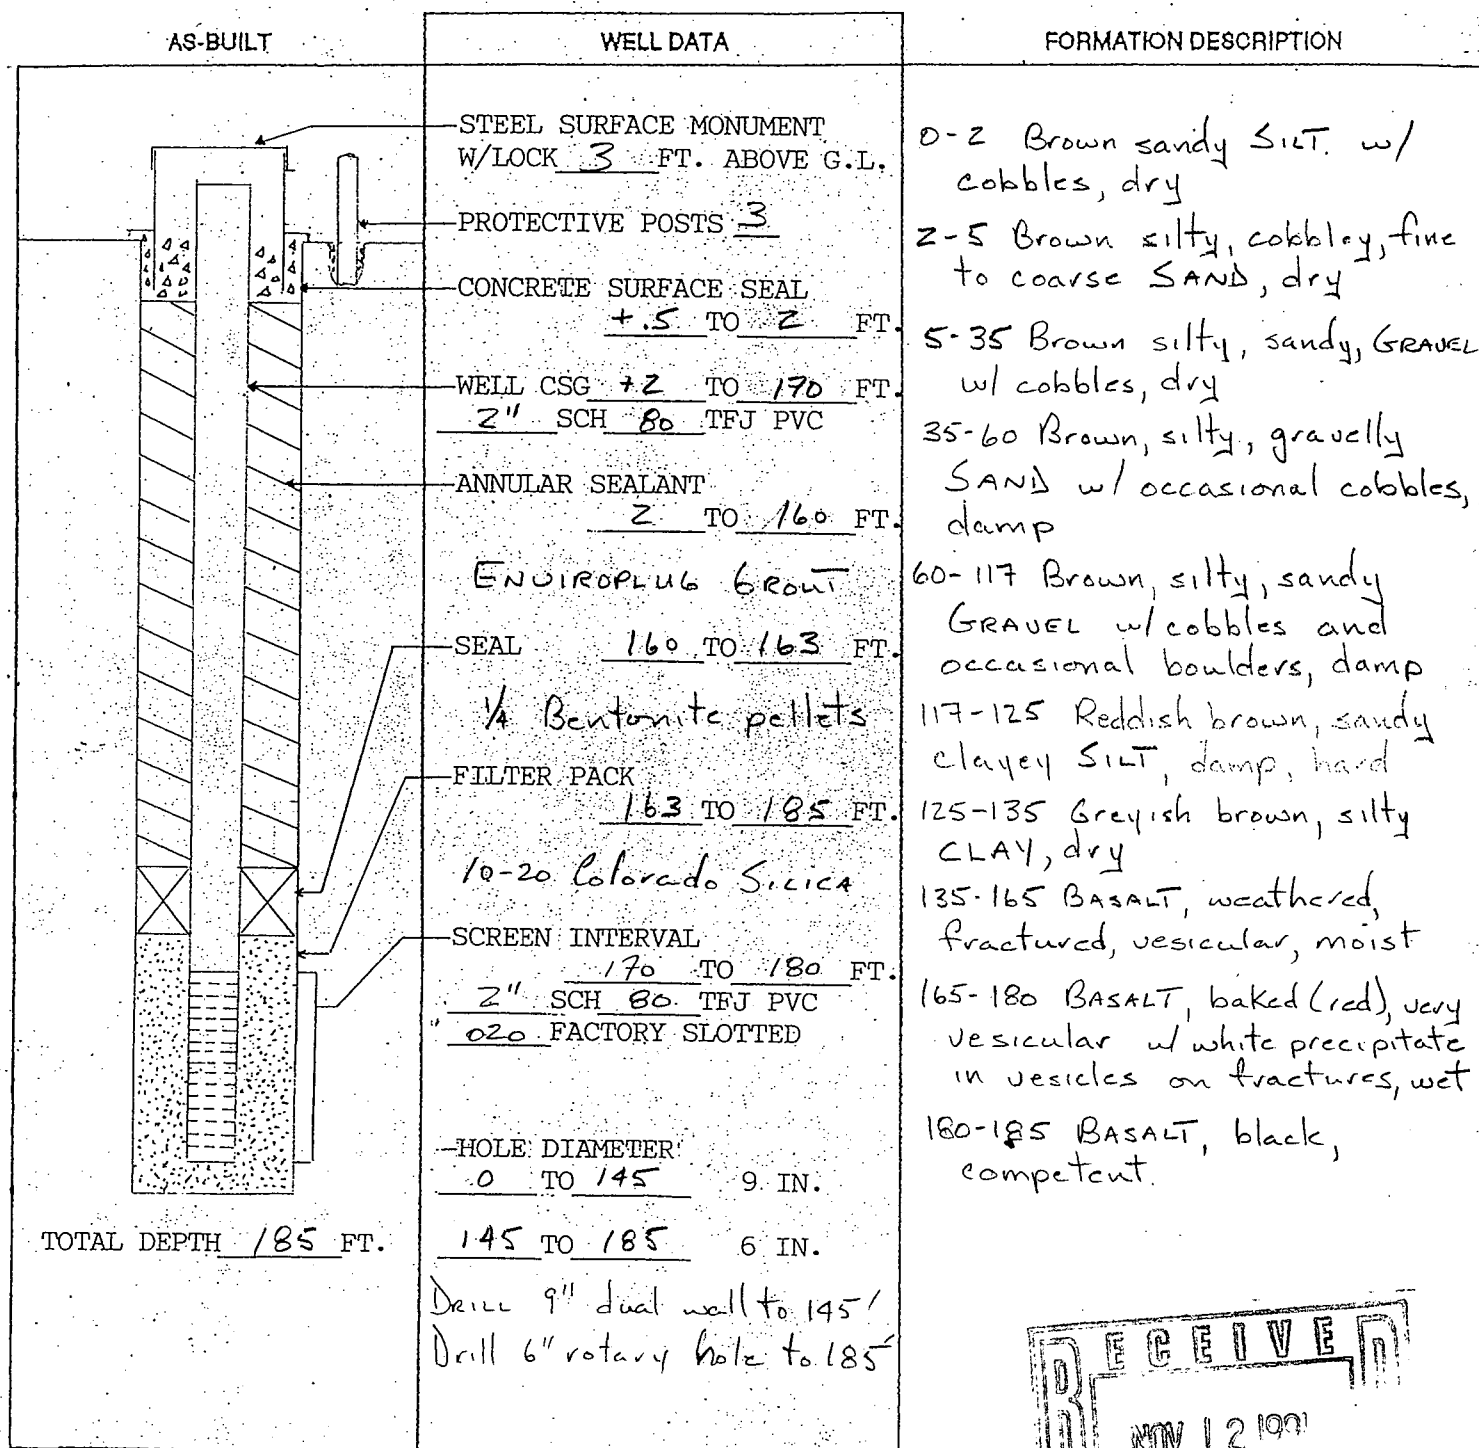 AS-BUILT
WELL DATA
FORMATION DESCRIPTION
STEEL SURFACE MONUMENT
W/LOCK 3 FT. ABOVE G.L.
PROTECTIVE POSTS 3
CONCRETE SURFACE SEAL
+.5 TO 2 FT.
WELL CSG +2 TO 170 FT.
2" SCH 80 TFJ PVC
ANNULAR SEALANT
2 TO 160 FT.
ENVIROPLUG GROUT
SEAL 160 TO 163 FT.
1/4 Bentonite pellets
FILTER PACK
163 TO 185 FT.
10-20 Colorado SILICA
SCREEN INTERVAL
170 TO 180 FT.
2" SCH 80 TFJ PVC
020 FACTORY SLOTTED
HOLE DIAMETER
0 TO 145 9 IN.
145 TO 185 6 IN.
DRILL 9" dual wall to 145'
Drill 6" rotary hole to 185'
TOTAL DEPTH 185 FT.
0-2 Brown sandy SILT. w/
cobbles, dry
2-5 Brown silty, cobbley, fine
to coarse SAND, dry
5-35 Brown silty, sandy, GRAVEL
w/ cobbles, dry
35-60 Brown, silty, gravelly
SAND w/ occasional cobbles,
damp
60-117 Brown, silty, sandy
GRAVEL w/ cobbles and
occasional boulders, damp
117-125 Reddish brown, sandy
clayey SILT, damp, hard
125-135 Greyish brown, silty
CLAY, dry
135-165 BASALT, weathered,
fractured, vesicular, moist
165-180 BASALT, baked (red), very
vesicular w/ white precipitate
in vesicles on fractures, wet
180-185 BASALT, black,
competent.
RECEIVED
NOV 12 1991